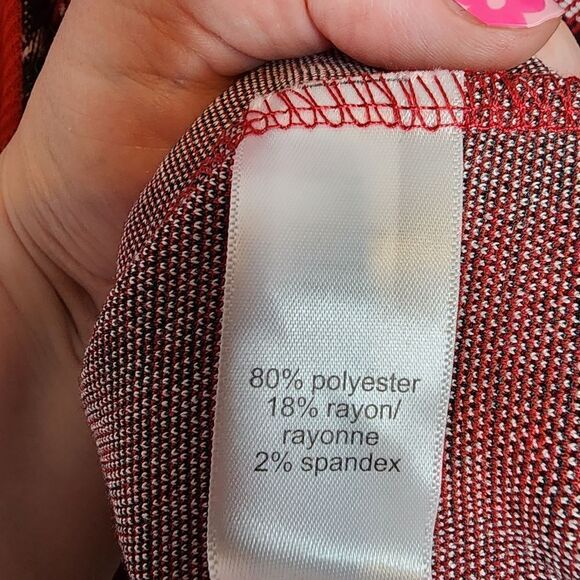 80% polyester
18% rayon/
rayonne
2% spandex